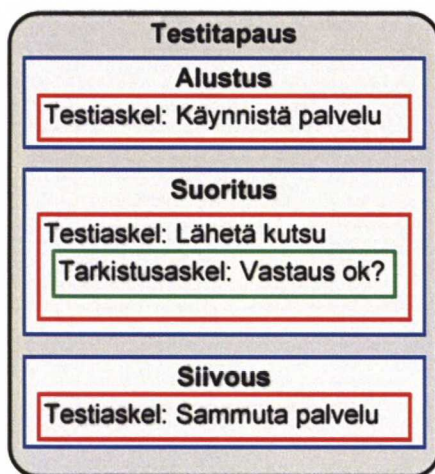 Testitapaus
Alustus
Testiaskel: Käynnistä palvelu
Suoritus
Testiaskel: Lähetä kutsu
Tarkistusaskel: Vastaus ok?
Siivous
Testiaskel: Sammuta palvelu